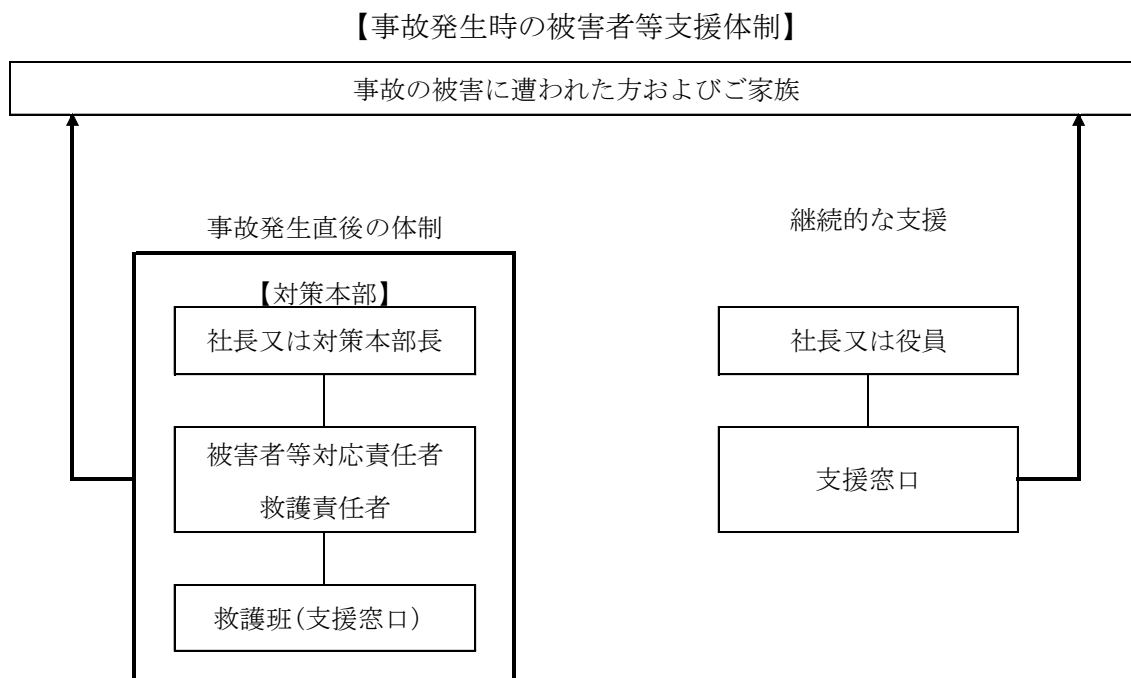 【事故発生時の被害者等支援体制】
事故の被害に遭われた方およびご家族
事故発生直後の体制
【対策本部】
社長又は対策本部長
被害者等対応責任者
救護責任者
救護班(支援窓口)
継続的な支援
社長又は役員
支援窓口